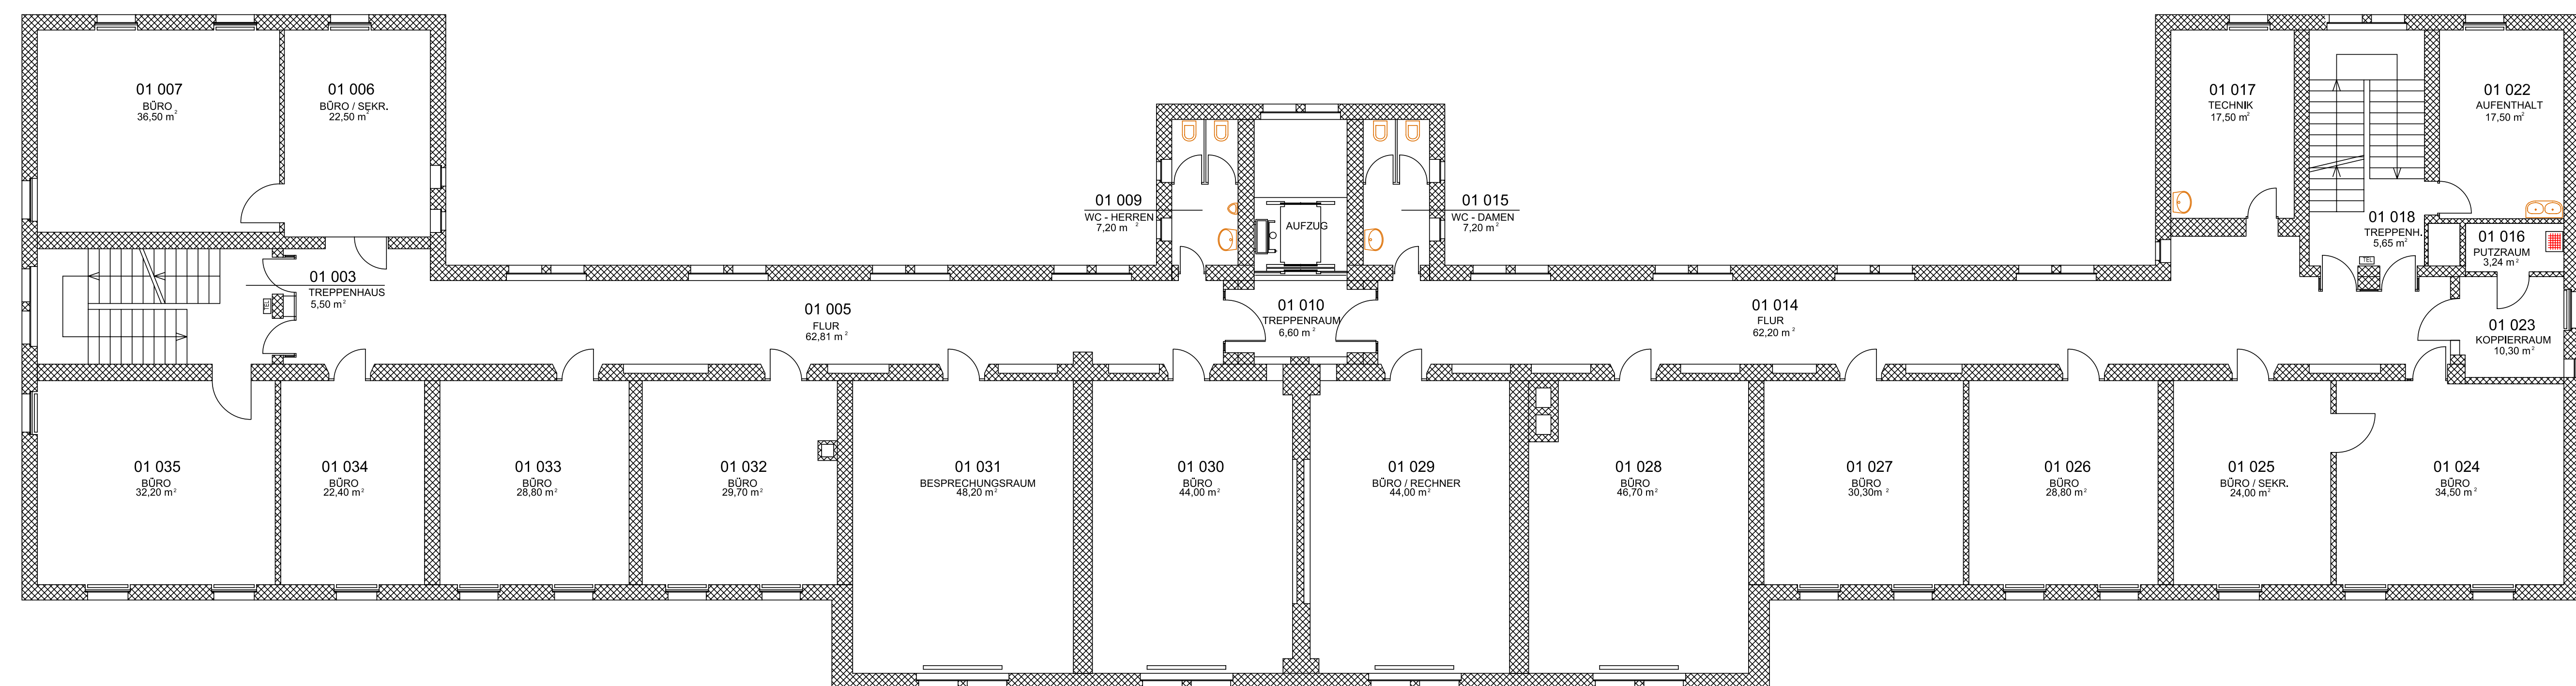 01 007
BÜRO
36,50 m²
01 006
BÜRO / SEKR.
22,50 m²
01 017
TECHNIK
17,50 m²
01 022
AUFENTHALT
17,50 m²
01 009
WC - HERREN
7,20 m²
AUFZUG
01 015
WC - DAMEN
7,20 m²
01 018
TREPPENH.
5,65 m²
01 016
PUTZRAUM
3,24 m²
TEL
01 003
TREPPENHAUS
5,50 m²
TEL
01 005
FLUR
62,81 m²
01 010
TREPPENRAUM
6,60 m²
01 014
FLUR
62,20 m²
01 023
KOPPIERRAUM
10,30 m²
01 035
BÜRO
32,20 m²
01 034
BÜRO
22,40 m²
01 033
BÜRO
28,80 m²
01 032
BÜRO
29,70 m²
01 031
BESPRECHUNGSRAUM
48,20 m²
01 030
BÜRO
44,00 m²
01 029
BÜRO / RECHNER
44,00 m²
01 028
BÜRO
46,70 m²
01 027
BÜRO
30,30m²
01 026
BÜRO
28,80 m²
01 025
BÜRO / SEKR.
24,00 m²
01 024
BÜRO
34,50 m²